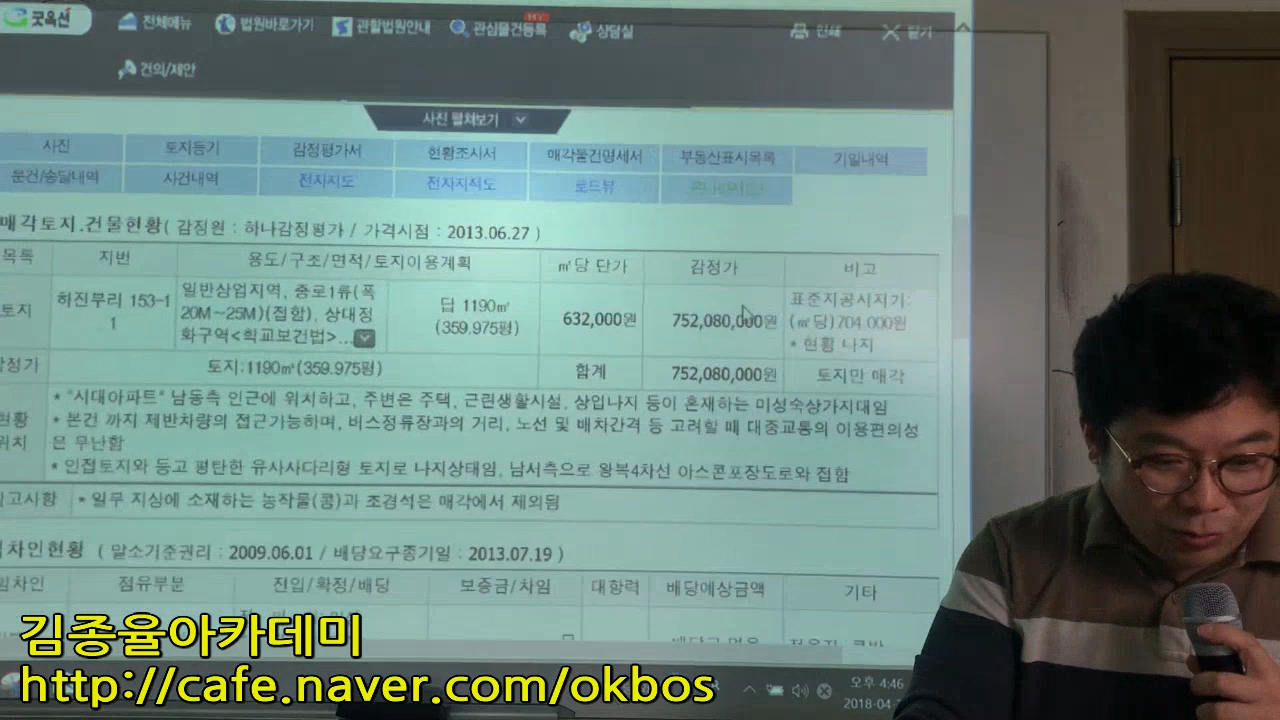 굿옥션 전체메뉴 법원바로가기 관할법원안내 관심물건등록 상담실 인쇄 닫기
건의/제안
사진 펼쳐보기
사진 토지등기 감정평가서 현황조사서 매각물건명세서 부동산표시목록 기일내역
문건/송달내역 사건내역 전자지도 전자지적도 로드뷰
매각토지.건물현황( 감정원 : 하나감정평가 / 가격시점 : 2013.06.27 )
목록 지번 용도/구조/면적/토지이용계획 ㎡당 단가 감정가 비고
토지 하진부리 153-1
1
일반상업지역, 중로1류(폭
20M~25M)(접합), 상대정
화구역<학교보건법>...
답 1190㎡
(359.975평)
632,000원 752,080,000원
표준지공시지가:
(㎡당)704,000원
* 현황 나지
감정가 토지:1190㎡(359.975평) 합계 752,080,000원 토지만 매각
현황
위치
* "시대아파트" 남동측 인근에 위치하고, 주변은 주택, 근린생활시설, 상업나지 등이 혼재하는 미성숙상가지대임
* 본건 까지 제반차량의 접근가능하며, 버스정류장과의 거리, 노선 및 배차간격 등 고려할 때 대중교통의 이용편의성
은 무난함
* 인접토지와 등고 평탄한 유사사다리형 토지로 나지상태임, 남서측으로 왕복4차선 아스콘포장도로와 접함
참고사항 * 일부 지상에 소재하는 농작물(콩)과 조경석은 매각에서 제외됨
임차인현황 ( 말소기준권리 : 2009.06.01 / 배당요구종기일 : 2013.07.19 )
임차인 점유부분 전입/확정/배당 보증금/차임 대항력 배당예상금액 기타
김종율아카데미
http://cafe.naver.com/okbos
오후 4:46
2018-04-